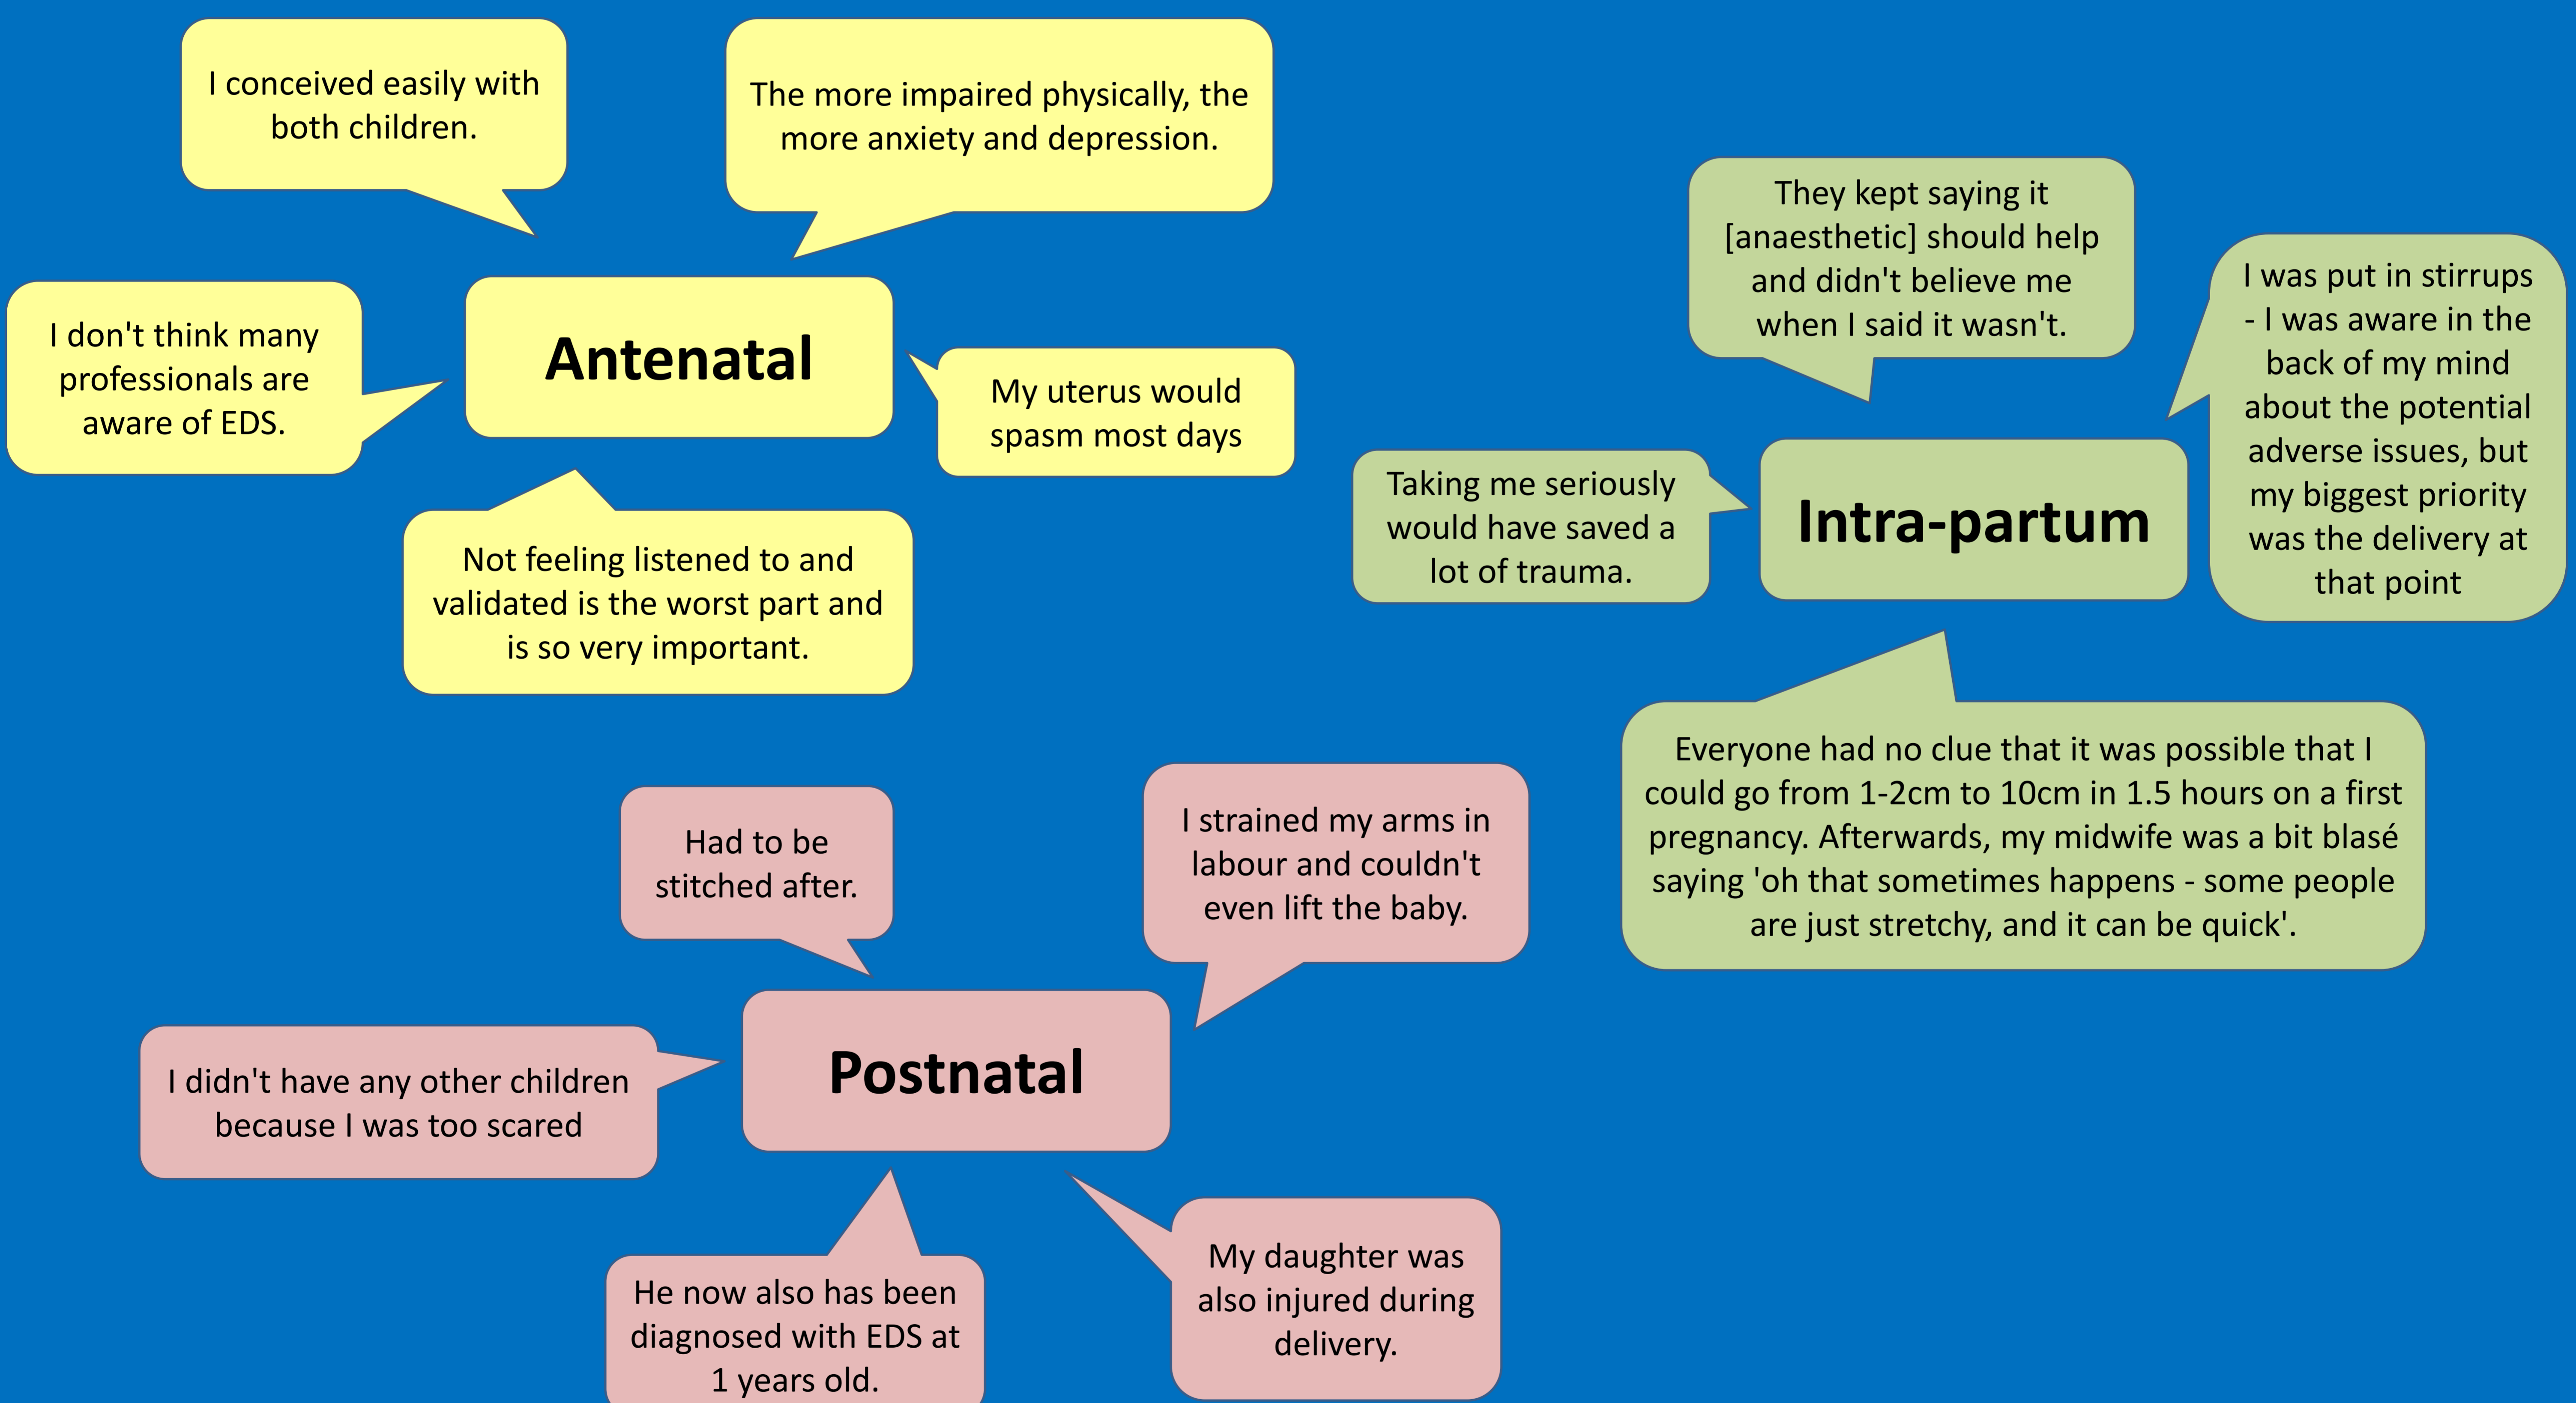 I conceived easily with
both children.
The more impaired physically, the
more anxiety and depression.
I don't think many
professionals are
aware of EDS.
Antenatal
My uterus would
spasm most days
Not feeling listened to and
validated is the worst part and
is so very important.
They kept saying it
[anaesthetic] should help
and didn't believe me
when I said it wasn't.
I was put in stirrups
- I was aware in the
back of my mind
about the potential
adverse issues, but
my biggest priority
was the delivery at
that point
Taking me seriously
would have saved a
lot of trauma.
Intra-partum
Everyone had no clue that it was possible that I
could go from 1-2cm to 10cm in 1.5 hours on a first
pregnancy. Afterwards, my midwife was a bit blasé
saying 'oh that sometimes happens - some people
are just stretchy, and it can be quick'.
Had to be
stitched after.
I strained my arms in
labour and couldn't
even lift the baby.
I didn't have any other children
because I was too scared
Postnatal
He now also has been
diagnosed with EDS at
1 years old.
My daughter was
also injured during
delivery.